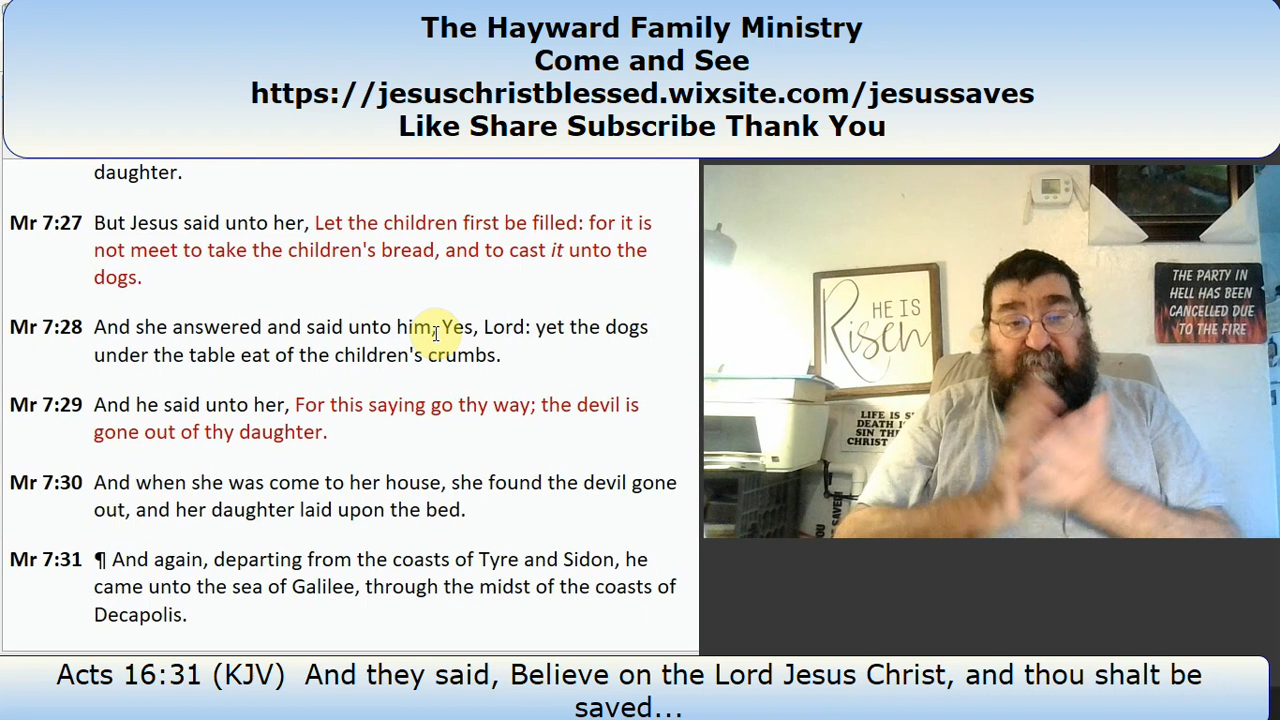 The Hayward Family Ministry
Come and See
https://jesuschristblessed.wixsite.com/jesussaves
Like Share Subscribe Thank You
daughter.
Mr 7:27 But Jesus said unto her, Let the children first be filled: for it is
not meet to take the children's bread, and to cast it unto the
dogs.
Mr 7:28 And she answered and said unto him, Yes, Lord: yet the dogs
under the table eat of the children's crumbs.
Mr 7:29 And he said unto her, For this saying go thy way; the devil is
gone out of thy daughter.
Mr 7:30 And when she was come to her house, she found the devil gone
out, and her daughter laid upon the bed.
Mr 7:31 ¶ And again, departing from the coasts of Tyre and Sidon, he
came unto the sea of Galilee, through the midst of the coasts of
Decapolis.
HE IS
Risen
THE PARTY IN
HELL HAS BEEN
CANCELLED DUE
TO THE FIRE
LIFE IS
DEATH
SIN
CHRIST
Acts 16:31 (KJV) And they said, Believe on the Lord Jesus Christ, and thou shalt be
saved...